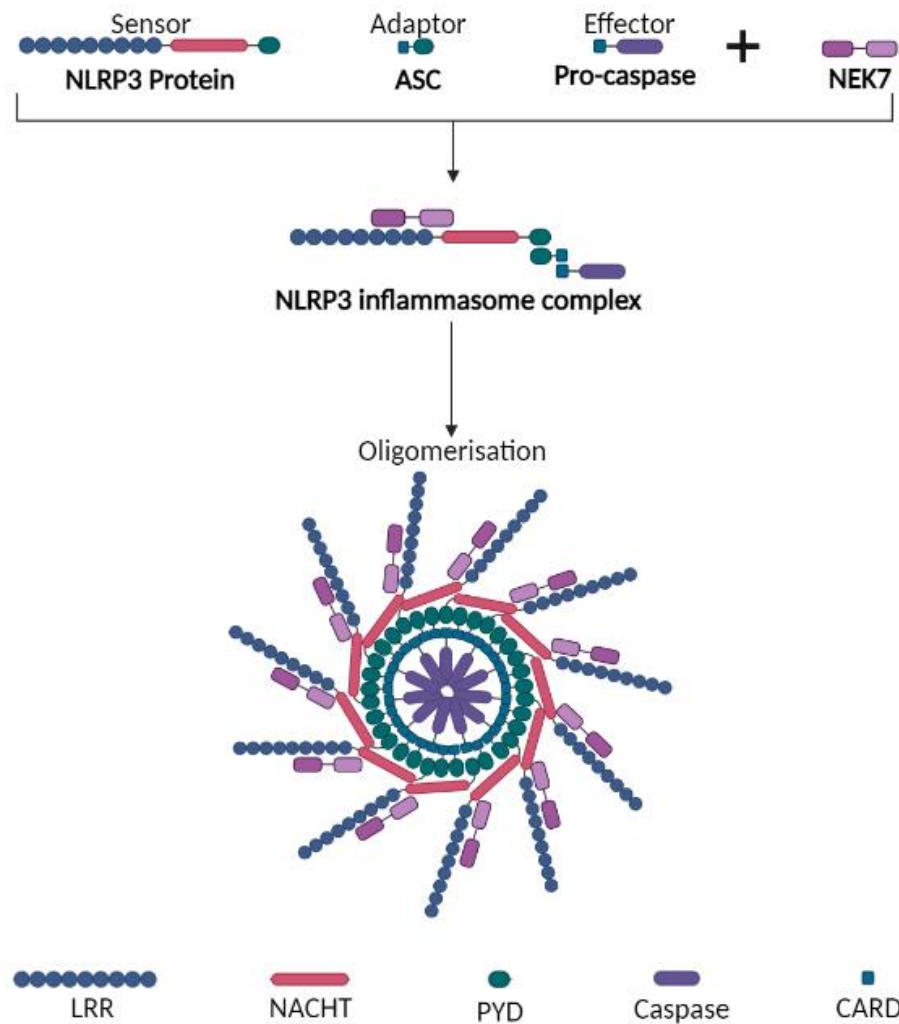 Sensor Adaptor Effector
NLRP3 Protein ASC Pro-caspase + NEK7
NLRP3 inflammasome complex
Oligomerisation
LRR NACHT PYD Caspase CARD